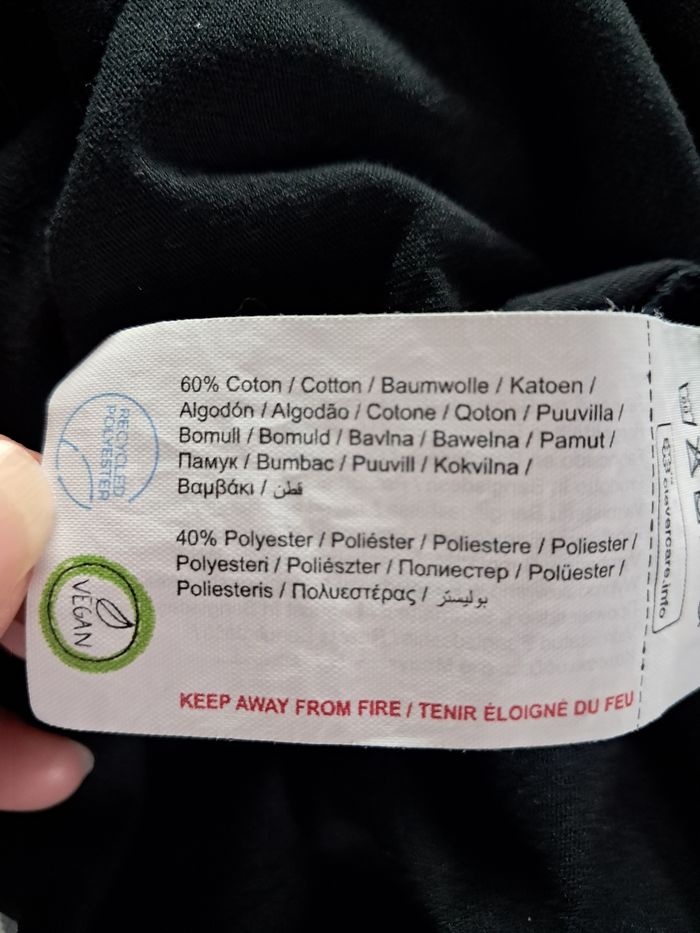 60% Coton / Cotton / Baumwolle / Katoen /
Algodón / Algodão / Cotone / Qoton / Puuvilla /
Bomull / Bomuld / Bavlna / Bawełna / Pamut /
Памук / Bumbac / Puuvill / Kokvilna /
Βαμβάκι / قطن
40% Polyester / Poliéster / Poliestere / Poliester /
Polyesteri / Poliészter / Полиестер / Polüester /
Poliesteris / Πολυεστέρας / بوليستر
KEEP AWAY FROM FIRE / TENIR ÉLOIGNÉ DU FEU
RECYCLED
POLYESTER
VEGAN
clevercare.info